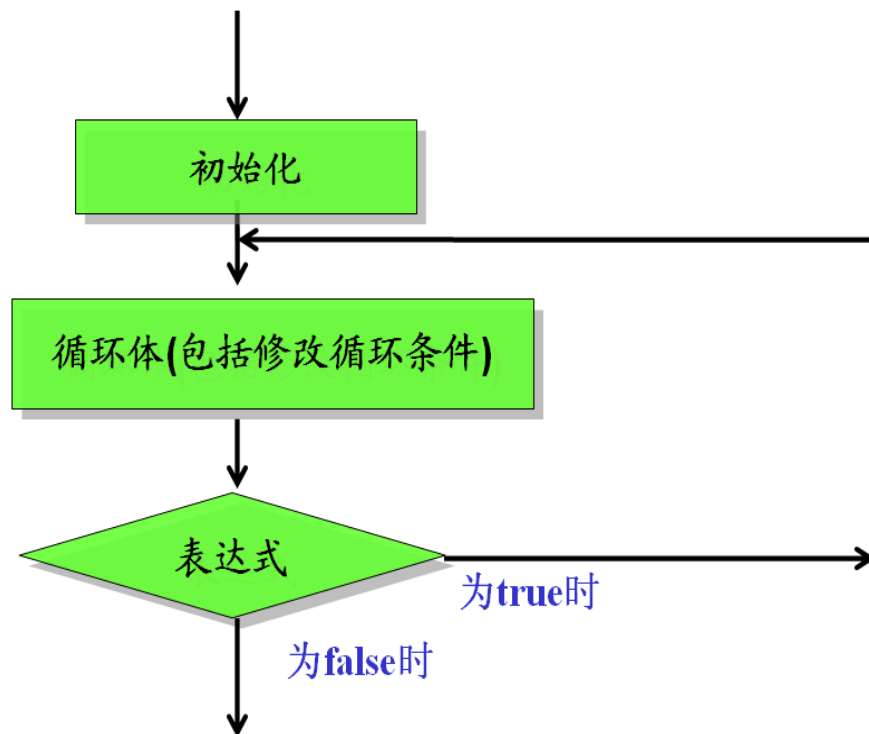 初始化
循环体(包括修改循环条件)
表达式
为true时
为false时